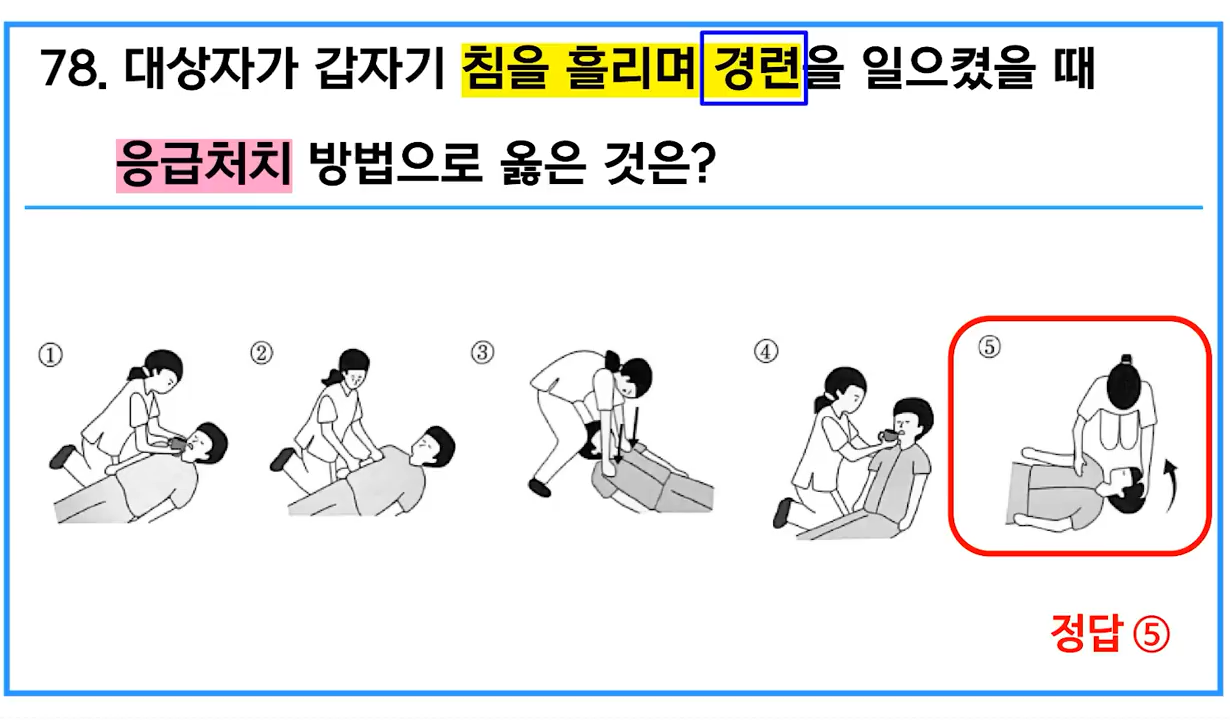 78. 대상자가 갑자기 침을 흘리며 경련을 일으켰을 때
응급처치 방법으로 옳은 것은?
① ② ③ ④ ⑤
정답 ⑤